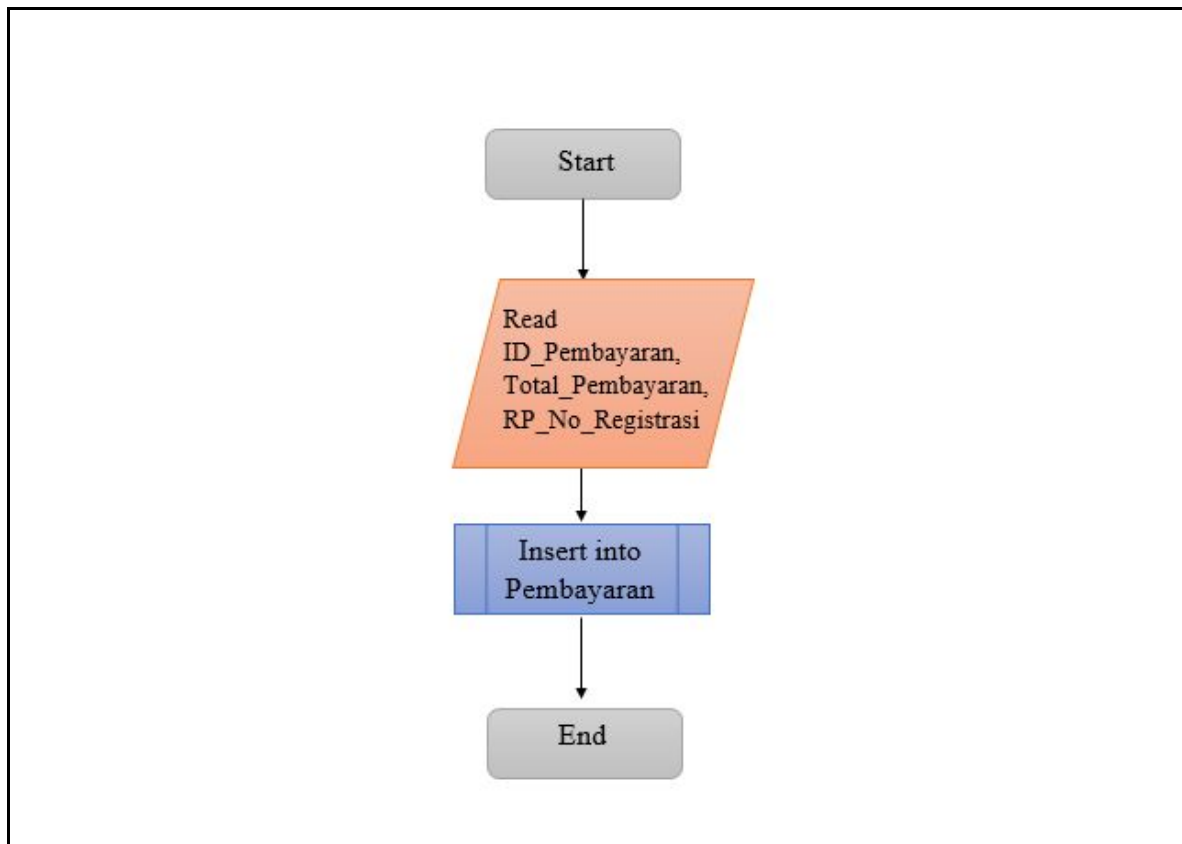 Start
Read
ID_Pembayaran,
Total_Pembayaran,
RP_No_Registrasi
Insert into
Pembayaran
End